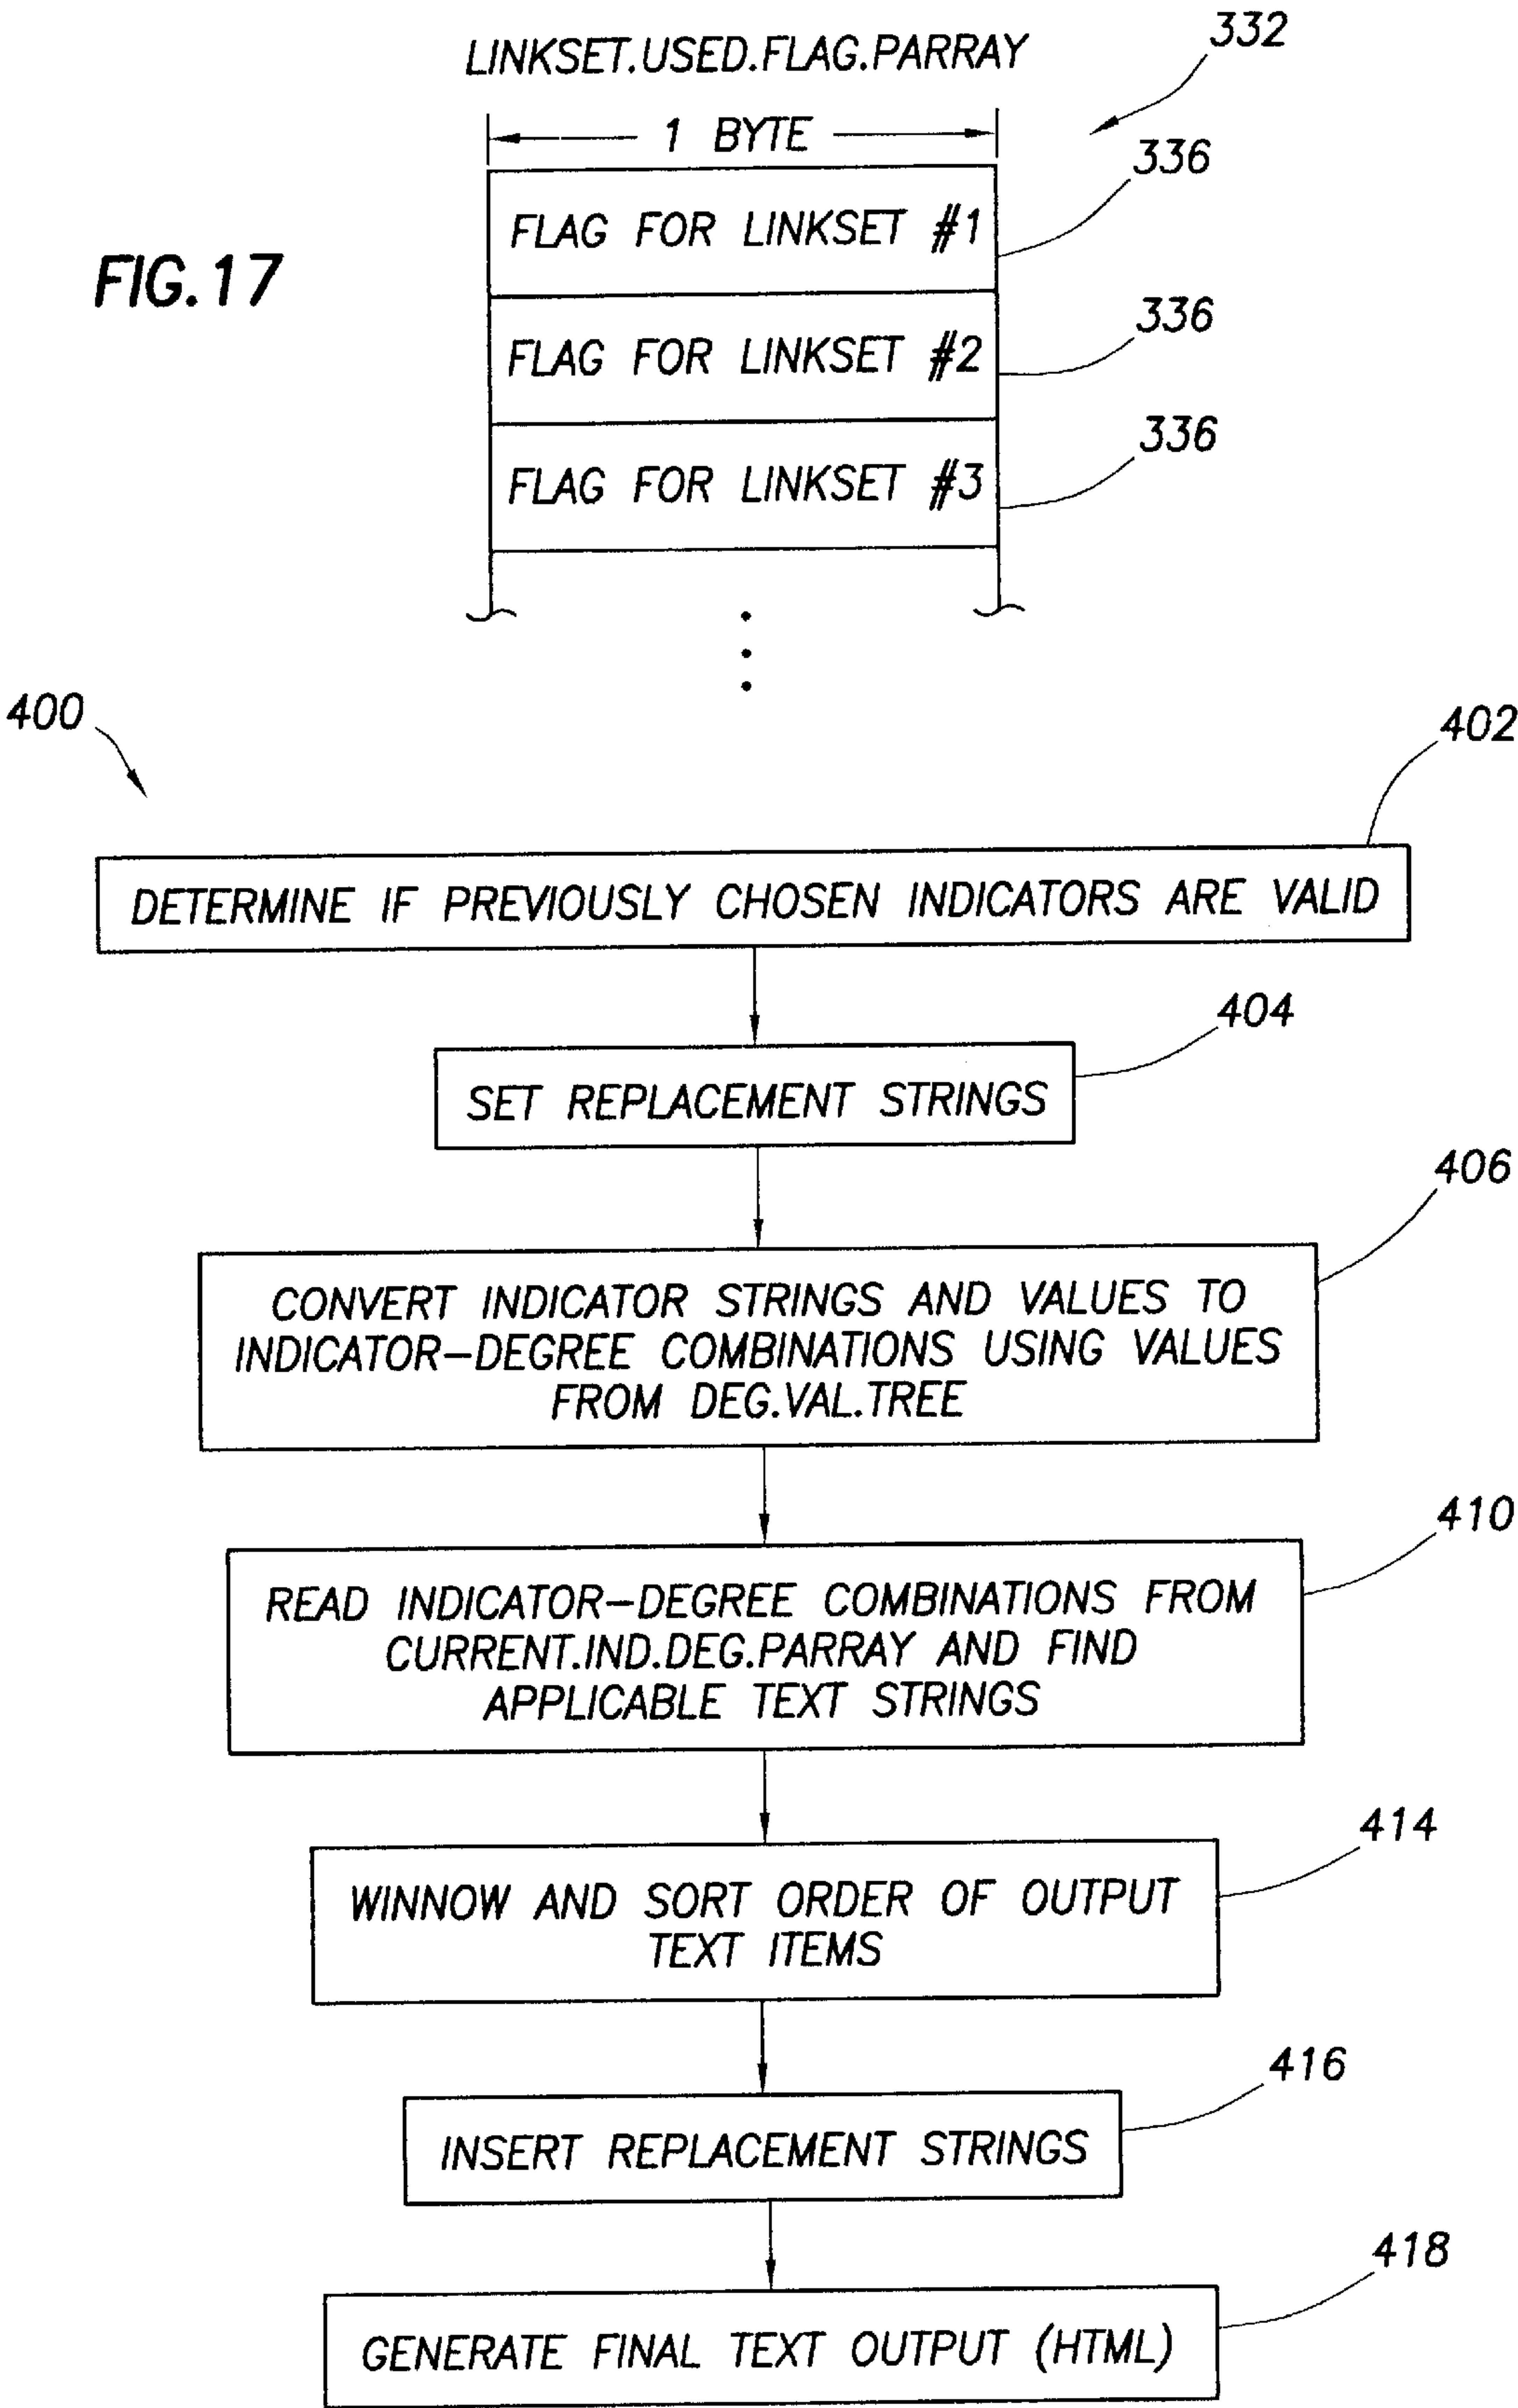 332
LINKSET.USED.FLAG.PARRAY
1 BYTE
336
FLAG FOR LINKSET #1
FIG.17
336
FLAG FOR LINKSET #2
336
FLAG FOR LINKSET #3
400
402
DETERMINE IF PREVIOUSLY CHOSEN INDICATORS ARE VALID
404
SET REPLACEMENT STRINGS
406
CONVERT INDICATOR STRINGS AND VALUES TO
INDICATOR-DEGREE COMBINATIONS USING VALUES
FROM DEG.VAL.TREE
410
READ INDICATOR-DEGREE COMBINATIONS FROM
CURRENT.IND.DEG.PARRAY AND FIND
APPLICABLE TEXT STRINGS
414
WINNOW AND SORT ORDER OF OUTPUT
TEXT ITEMS
416
INSERT REPLACEMENT STRINGS
418
GENERATE FINAL TEXT OUTPUT (HTML)